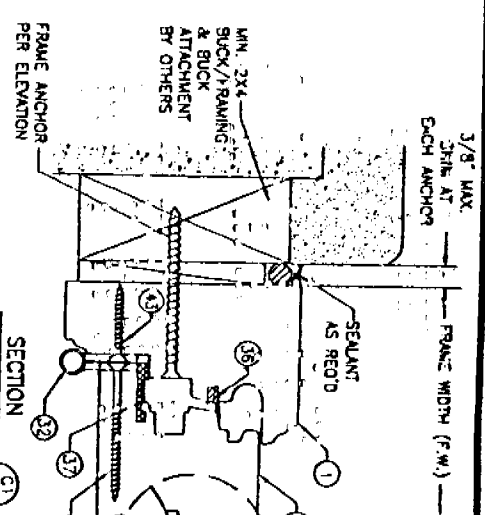 3/8" MAX.
SHIM AT
EACH ANCHOR
FRAME WIDTH (F.W.)
MIN. 2X4
BUCK/FRAMING
& BUCK
ATTACHMENT
BY OTHERS
FRAME ANCHOR
PER ELEVATION
SEALANT
AS REQ'D
1
36
43
37
32
SECTION
C1